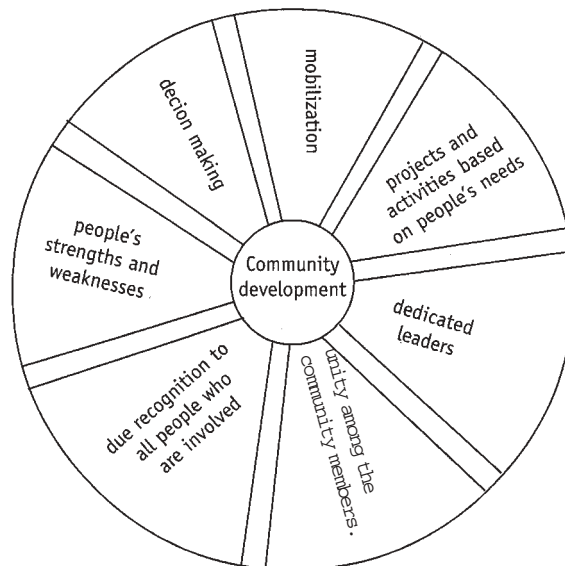 mobilization
projects and
activities based
on people's needs
dedicated
leaders
unity among the
community members.
due recognition to
all people who
are involved
people's
strengths and
weaknesses
decion making
Community
development